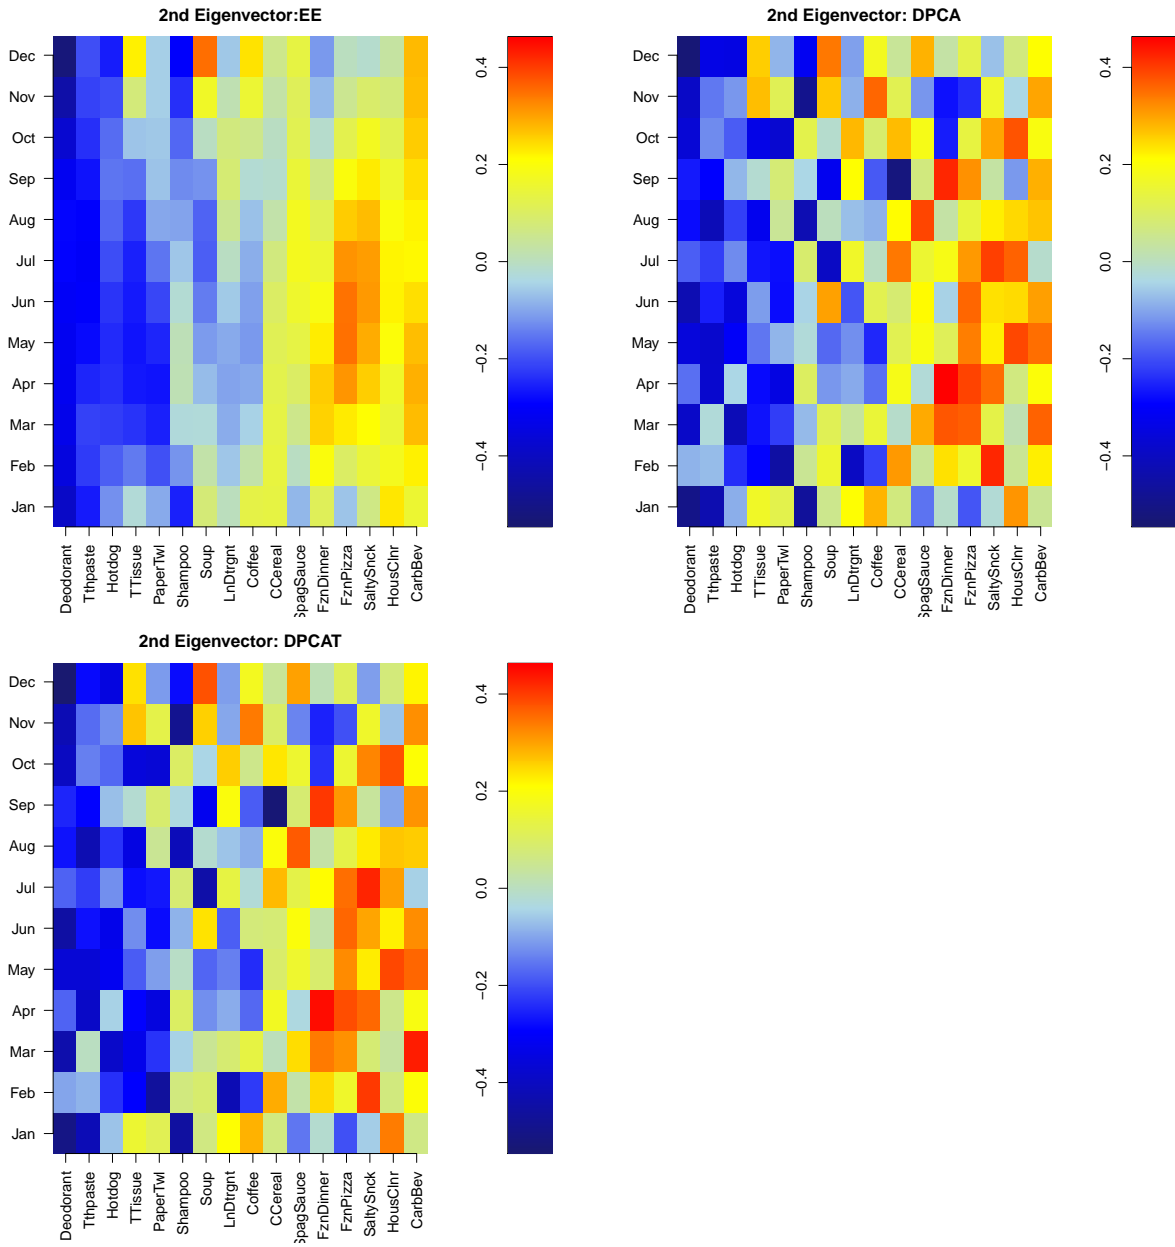 2nd Eigenvector:EE
Dec
Nov
Oct
Sep
Aug
Jul
Jun
May
Apr
Mar
Feb
Jan
Deodorant
Tthpaste
Hotdog
TTissue
PaperTwl
Shampoo
Soup
LnDtrgnt
Coffee
CCereal
SpagSauce
FznDinner
FznPizza
SaltySnck
HousClnr
CarbBev
0.4
0.2
0.0
−0.2
−0.4
2nd Eigenvector: DPCA
Dec
Nov
Oct
Sep
Aug
Jul
Jun
May
Apr
Mar
Feb
Jan
Deodorant
Tthpaste
Hotdog
TTissue
PaperTwl
Shampoo
Soup
LnDtrgnt
Coffee
CCereal
SpagSauce
FznDinner
FznPizza
SaltySnck
HousClnr
CarbBev
0.4
0.2
0.0
−0.2
−0.4
2nd Eigenvector: DPCAT
Dec
Nov
Oct
Sep
Aug
Jul
Jun
May
Apr
Mar
Feb
Jan
Deodorant
Tthpaste
Hotdog
TTissue
PaperTwl
Shampoo
Soup
LnDtrgnt
Coffee
CCereal
SpagSauce
FznDinner
FznPizza
SaltySnck
HousClnr
CarbBev
0.4
0.2
0.0
−0.2
−0.4